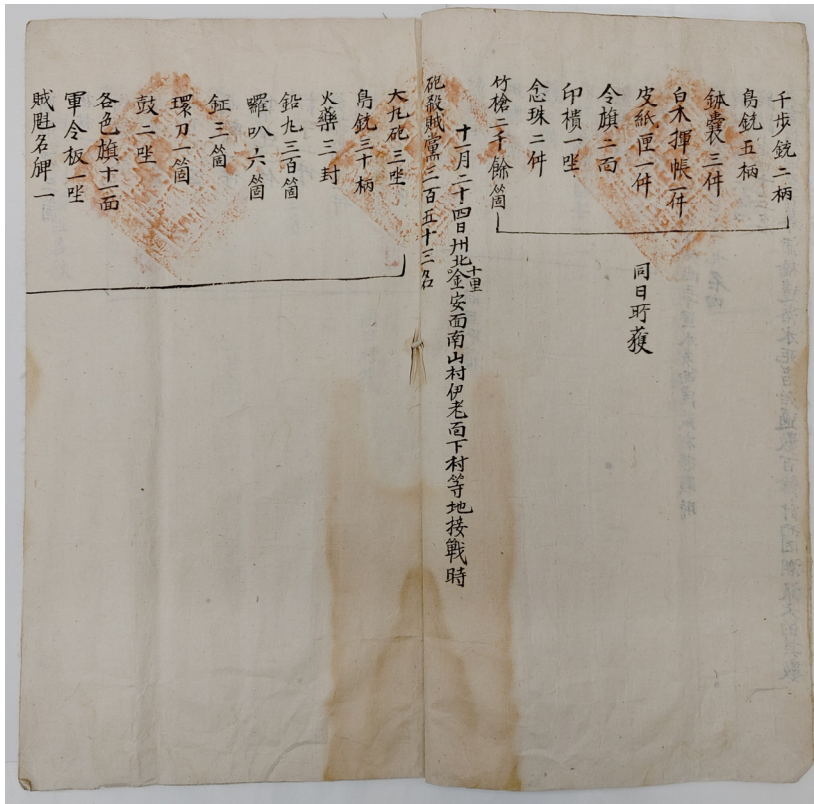 千步銃二柄
鳥銃五柄
鉢囊三件
白木揮帳一件
皮紙匣一件
令旗二面
印樻一坐
念珠二件
竹槍二千餘箇
同日所獲
十一月二十四日州北十里金安面南山村伊老面下村等地接戰時
砲殺賊黨三百五十三名
大丸砲三坐
鳥銃三十柄
火藥三封
鉛丸三百箇
囉叭六箇
鉦三箇
環刀一箇
鼓二坐
各色旗十一面
軍令板一坐
賊魁名牌一